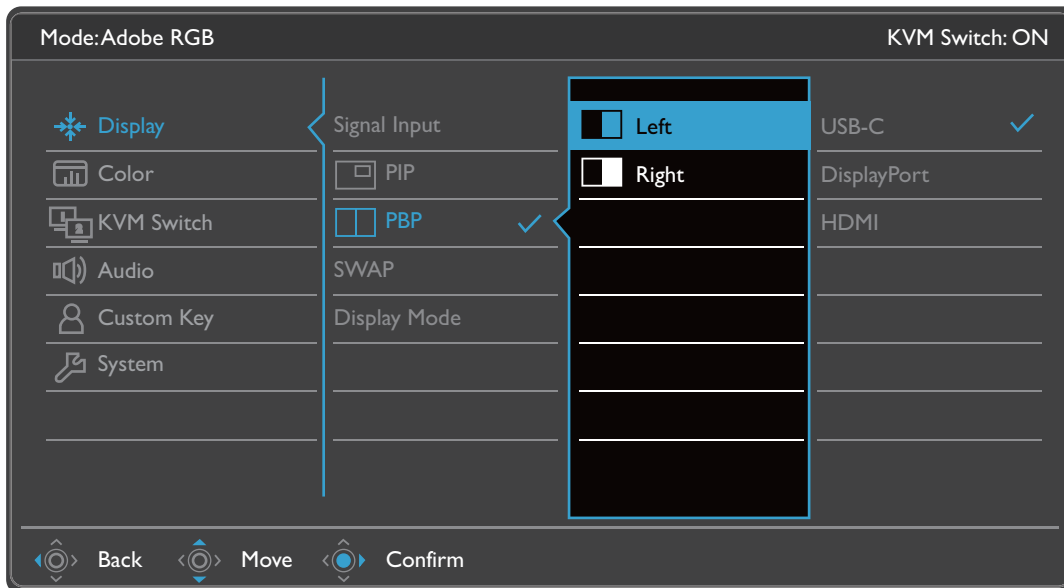 Mode: Adobe RGB
KVM Switch: ON
Display
Color
KVM Switch
Audio
Custom Key
System
Signal Input
PIP
PBP
SWAP
Display Mode
Left
Right
USB-C
DisplayPort
HDMI
Back
Move
Confirm